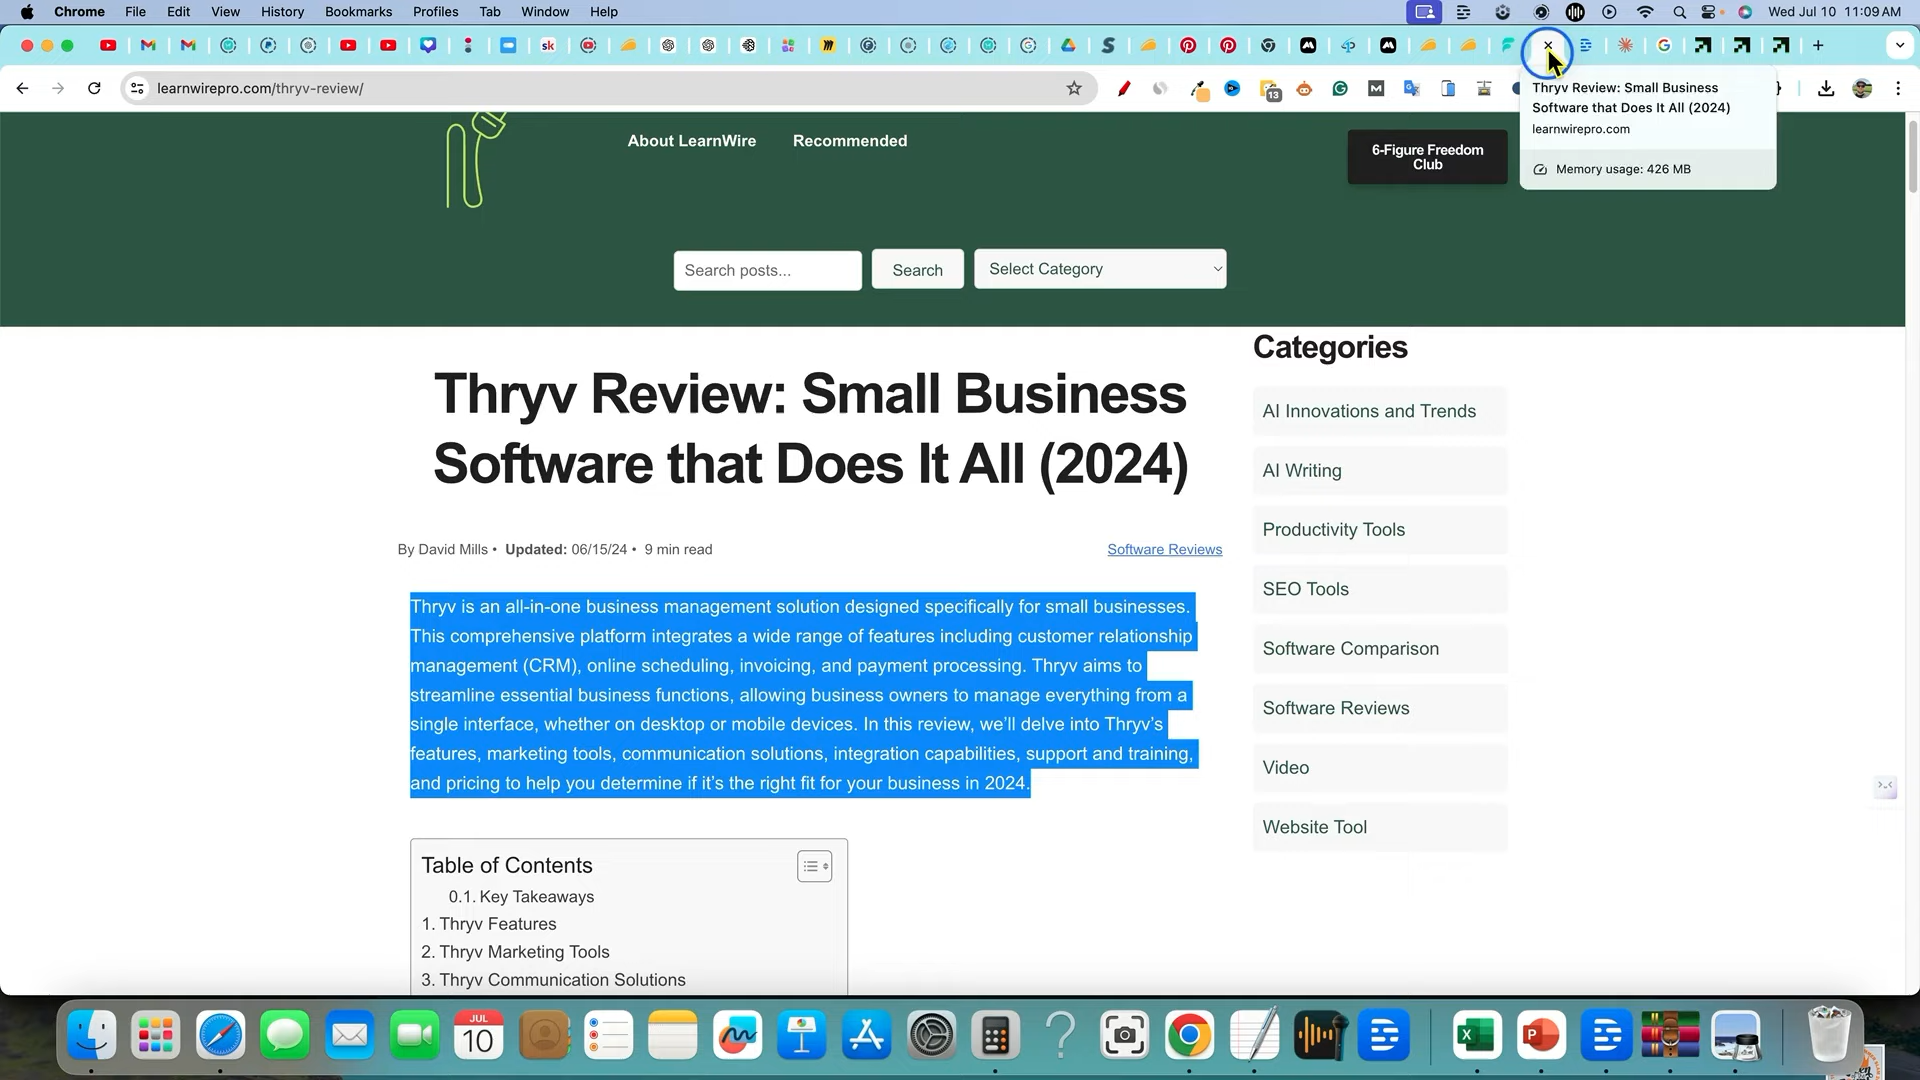 Chrome File Edit View History Bookmarks Profiles Tab Window Help Wed Jul 10 11:09 AM
sk
learnwirepro.com/thryv-review/
13
Thryv Review: Small Business
Software that Does It All (2024)
learnwirepro.com
Memory usage: 426 MB
About LearnWire Recommended
6-Figure Freedom
Club
Search posts... Search Select Category
Thryv Review: Small Business
Software that Does It All (2024)
By David Mills • Updated: 06/15/24 • 9 min read Software Reviews
Thryv is an all-in-one business management solution designed specifically for small businesses.
This comprehensive platform integrates a wide range of features including customer relationship
management (CRM), online scheduling, invoicing, and payment processing. Thryv aims to
streamline essential business functions, allowing business owners to manage everything from a
single interface, whether on desktop or mobile devices. In this review, we’ll delve into Thryv’s
features, marketing tools, communication solutions, integration capabilities, support and training,
and pricing to help you determine if it’s the right fit for your business in 2024.
Table of Contents
0.1. Key Takeaways
1. Thryv Features
2. Thryv Marketing Tools
3. Thryv Communication Solutions
Categories
AI Innovations and Trends
AI Writing
Productivity Tools
SEO Tools
Software Comparison
Software Reviews
Video
Website Tool
JUL
10